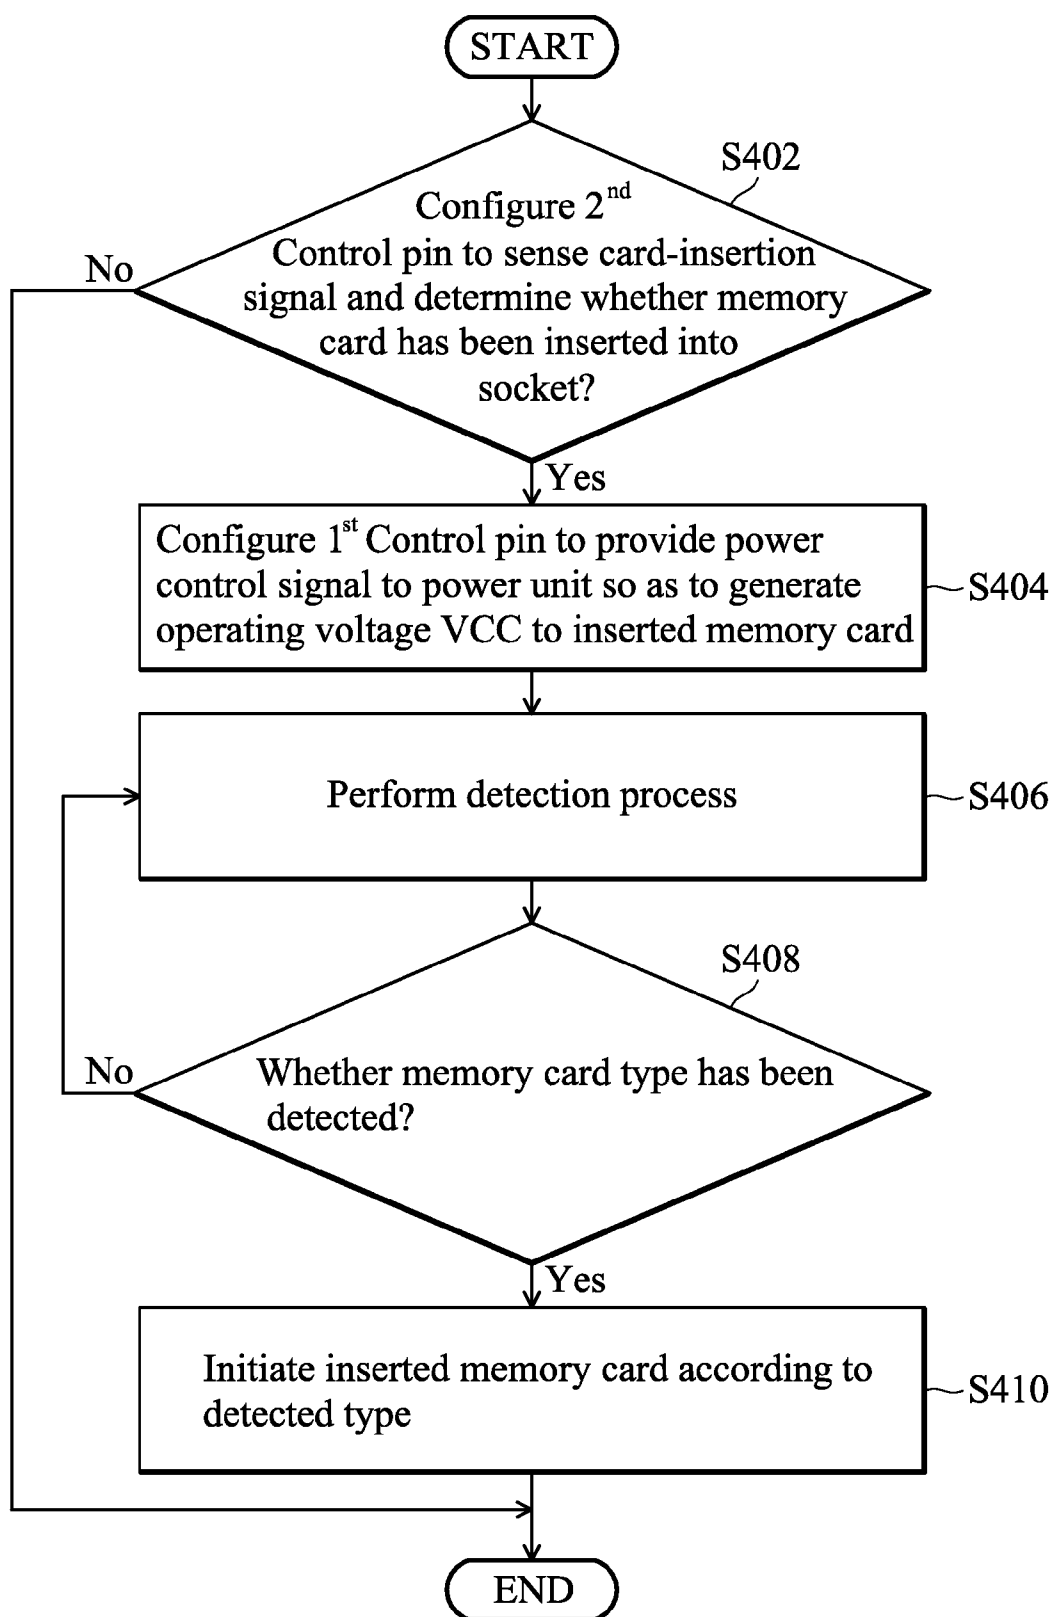 START
S402
Configure 2nd
Control pin to sense card-insertion
signal and determine whether memory
card has been inserted into
socket?
No
Yes
Configure 1st Control pin to provide power
control signal to power unit so as to generate
operating voltage VCC to inserted memory card
S404
Perform detection process
S406
S408
Whether memory card type has been
detected?
No
Yes
Initiate inserted memory card according to
detected type
S410
END